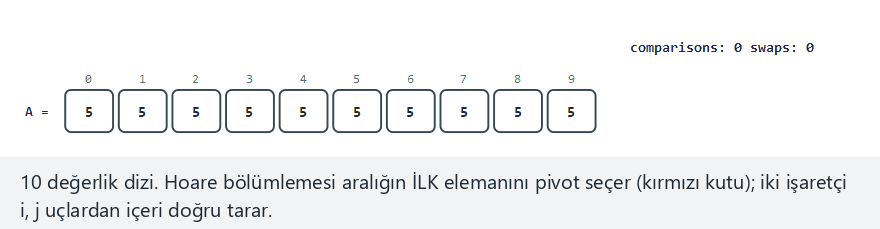 comparisons: 0 swaps: 0
0 1 2 3 4 5 6 7 8 9
A = 5 5 5 5 5 5 5 5 5 5
10 değerlik dizi. Hoare bölümlemesi aralığın İLK elemanını pivot seçer (kırmızı kutu); iki işaretçi
i, j uçlardan içeri doğru tarar.